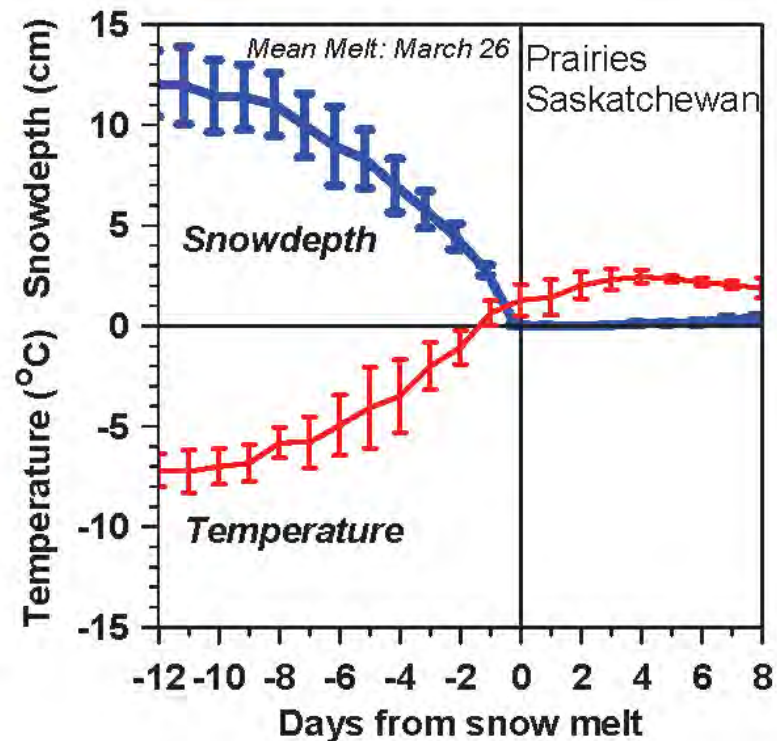 Mean Melt: March 26
Prairies
Saskatchewan
Snowdepth (cm)
Temperature (°C)
15
10
5
0
-5
-10
-15
Snowdepth
Temperature
-12 -10 -8 -6 -4 -2 0 2 4 6 8
Days from snow melt